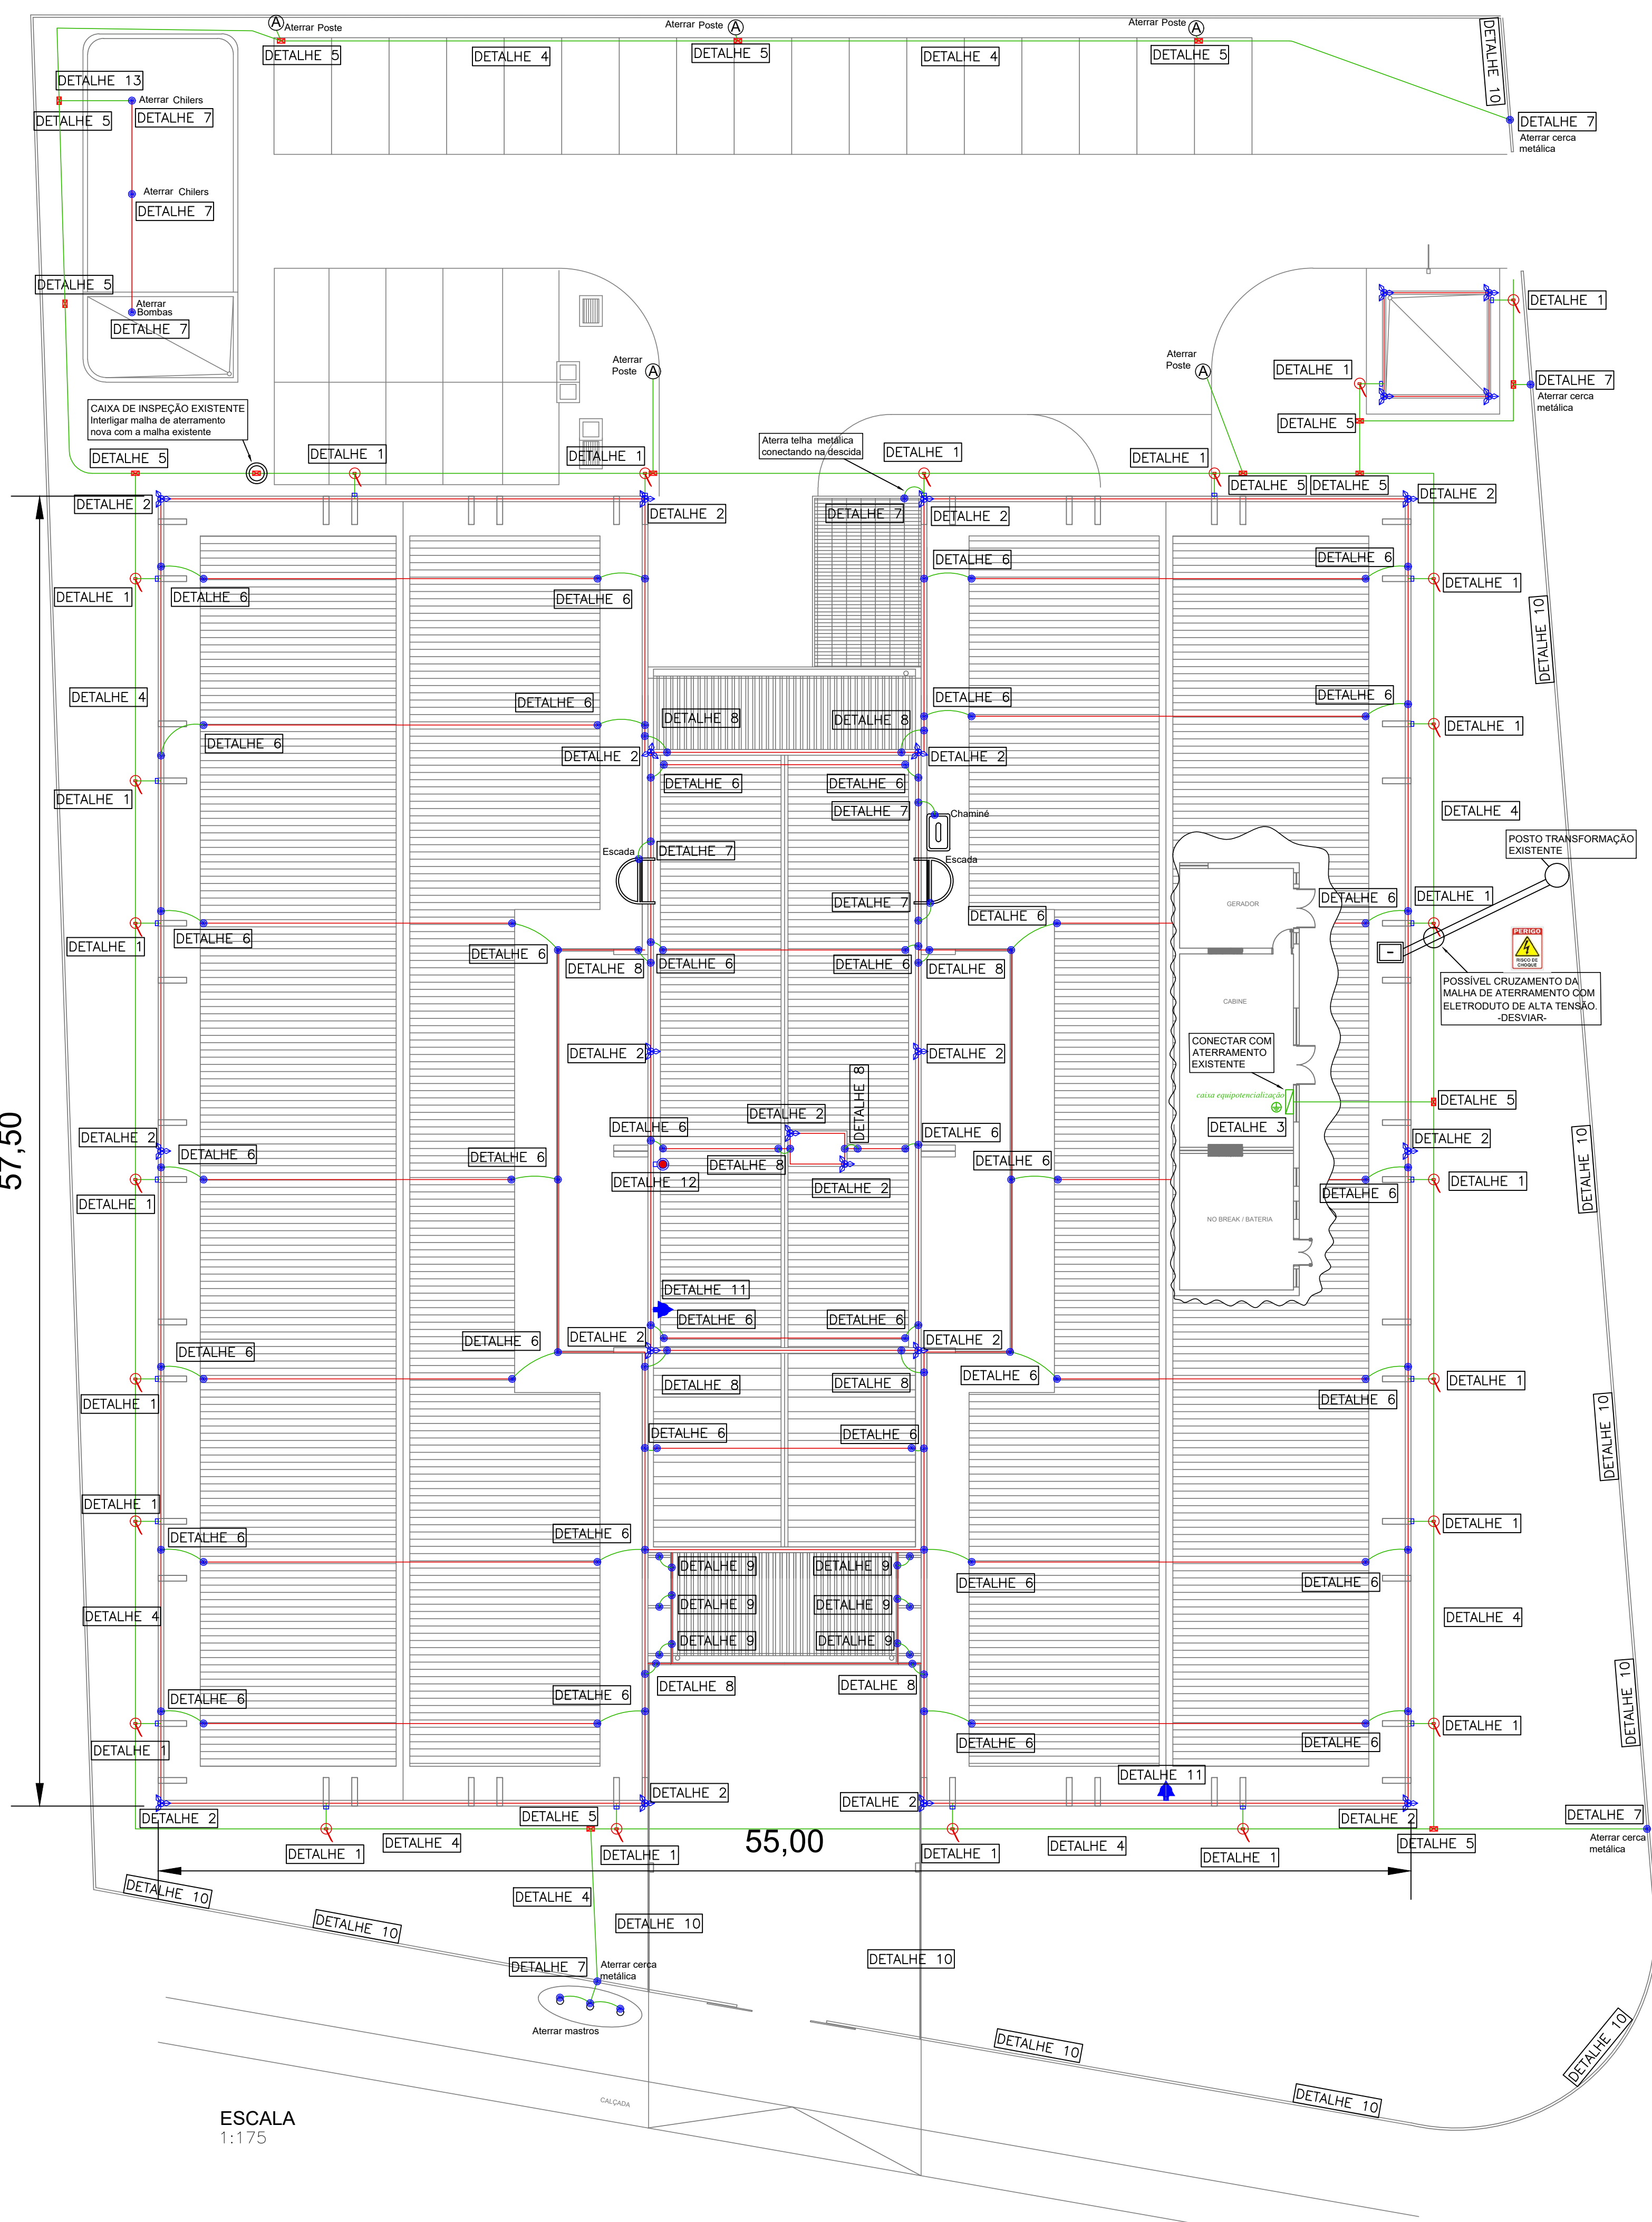 Aterrar Poste
Aterrar Poste
Aterrar Poste
A
A
A
DETALHE 5
DETALHE 4
DETALHE 5
DETALHE 4
DETALHE 5
DETALHE 10
DETALHE 13
Aterrar Chilers
DETALHE 5
DETALHE 7
DETALHE 7
Aterrar cerca
metálica
Aterrar Chilers
DETALHE 7
DETALHE 5
Aterrar
Bombas
DETALHE 7
DETALHE 1
Aterrar
Poste
A
Aterrar
Poste
A
DETALHE 1
DETALHE 7
Aterrar cerca
metálica
CAIXA DE INSPEÇÃO EXISTENTE
Interligar malha de aterramento
nova com a malha existente
DETALHE 5
DETALHE 5
DETALHE 1
DETALHE 1
Aterra telha metálica
conectando na descida
DETALHE 1
DETALHE 1
DETALHE 5
DETALHE 5
DETALHE 2
DETALHE 2
DETALHE 7
DETALHE 2
DETALHE 2
DETALHE 6
DETALHE 6
DETALHE 1
DETALHE 6
DETALHE 6
DETALHE 1
DETALHE 10
DETALHE 4
DETALHE 6
DETALHE 6
DETALHE 6
DETALHE 8
DETALHE 8
DETALHE 1
DETALHE 6
DETALHE 2
DETALHE 2
DETALHE 1
DETALHE 6
DETALHE 6
DETALHE 7
Chaminé
DETALHE 4
POSTO TRANSFORMAÇÃO
EXISTENTE
Escada
DETALHE 7
Escada
DETALHE 7
GERADOR
DETALHE 6
DETALHE 1
DETALHE 6
DETALHE 1
DETALHE 6
DETALHE 6
DETALHE 8
DETALHE 6
DETALHE 6
DETALHE 8
PERIGO
RISCO DE
CHOQUE
POSSÍVEL CRUZAMENTO DA
MALHA DE ATERRAMENTO COM
ELETRODUTO DE ALTA TENSÃO.
-DESVIAR-
CABINE
CONECTAR COM
ATERRAMENTO
EXISTENTE
DETALHE 2
DETALHE 2
DETALHE 8
caixa equipotencialização
DETALHE 5
57,50
DETALHE 2
DETALHE 6
DETALHE 2
DETALHE 6
DETALHE 3
DETALHE 2
DETALHE 10
DETALHE 6
DETALHE 6
DETALHE 8
DETALHE 6
DETALHE 12
DETALHE 2
DETALHE 6
DETALHE 1
DETALHE 1
NO BREAK / BATERIA
DETALHE 11
DETALHE 6
DETALHE 6
DETALHE 6
DETALHE 2
DETALHE 2
DETALHE 6
DETALHE 1
DETALHE 8
DETALHE 8
DETALHE 6
DETALHE 1
DETALHE 6
DETALHE 10
DETALHE 6
DETALHE 6
DETALHE 1
DETALHE 6
DETALHE 6
DETALHE 1
DETALHE 9
DETALHE 9
DETALHE 6
DETALHE 6
DETALHE 4
DETALHE 9
DETALHE 9
DETALHE 4
DETALHE 9
DETALHE 9
DETALHE 8
DETALHE 8
DETALHE 10
DETALHE 6
DETALHE 6
DETALHE 1
DETALHE 6
DETALHE 6
DETALHE 1
DETALHE 11
DETALHE 2
DETALHE 2
DETALHE 5
DETALHE 2
DETALHE 2
DETALHE 7
Aterrar cerca
metálica
DETALHE 1
DETALHE 4
DETALHE 1
55,00
DETALHE 1
DETALHE 4
DETALHE 1
DETALHE 5
DETALHE 10
DETALHE 4
DETALHE 10
DETALHE 10
DETALHE 10
DETALHE 7
Aterrar cerca
metálica
Aterrar mastros
DETALHE 10
DETALHE 10
DETALHE 10
CALÇADA
ESCALA
1:175